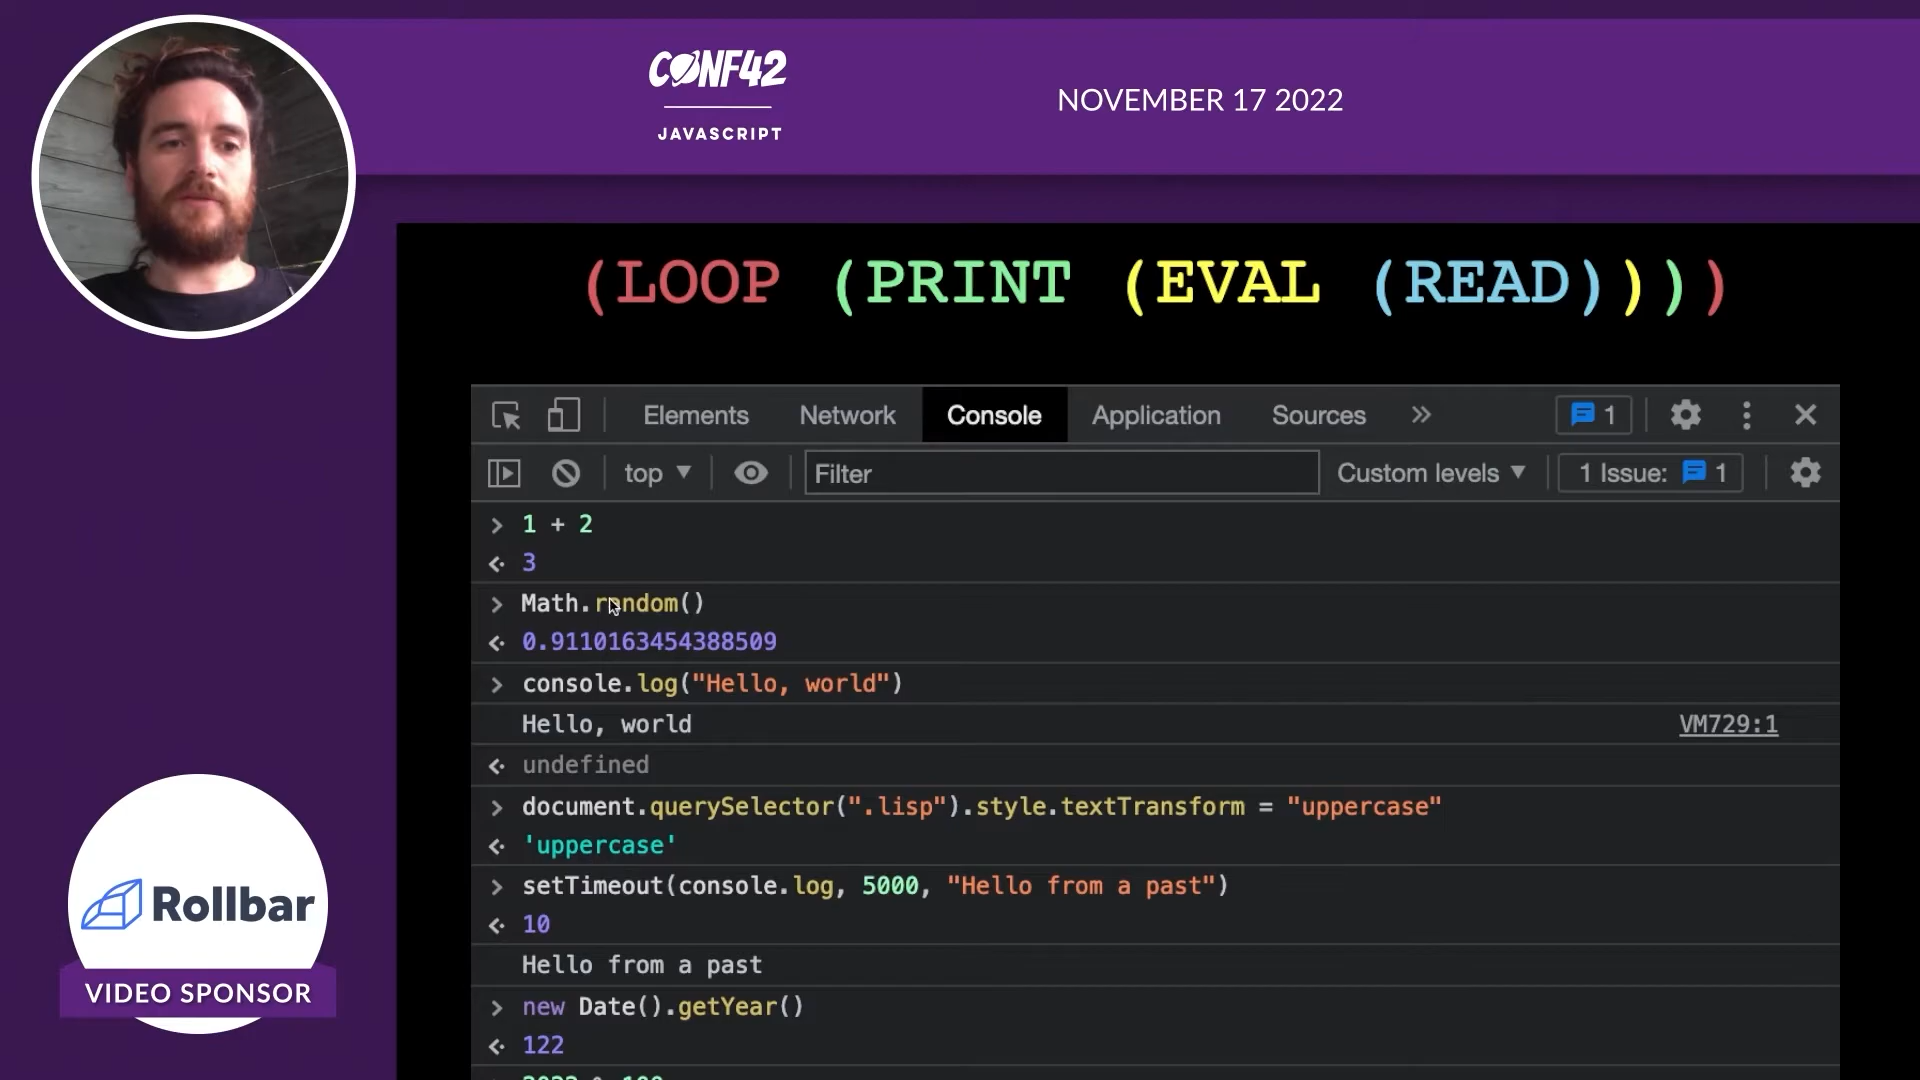 CONF42
JAVASCRIPT
NOVEMBER 17 2022
(LOOP (PRINT (EVAL (READ))))
Elements Network Console Application Sources » 1
top ▼ Filter Custom levels ▼ 1 Issue: 1
> 1 + 2
3
> Math.random()
0.9110163454388509
> console.log("Hello, world")
Hello, world VM729:1
undefined
> document.querySelector(".lisp").style.textTransform = "uppercase"
'uppercase'
> setTimeout(console.log, 5000, "Hello from a past")
10
Hello from a past
> new Date().getYear()
122
Rollbar
VIDEO SPONSOR